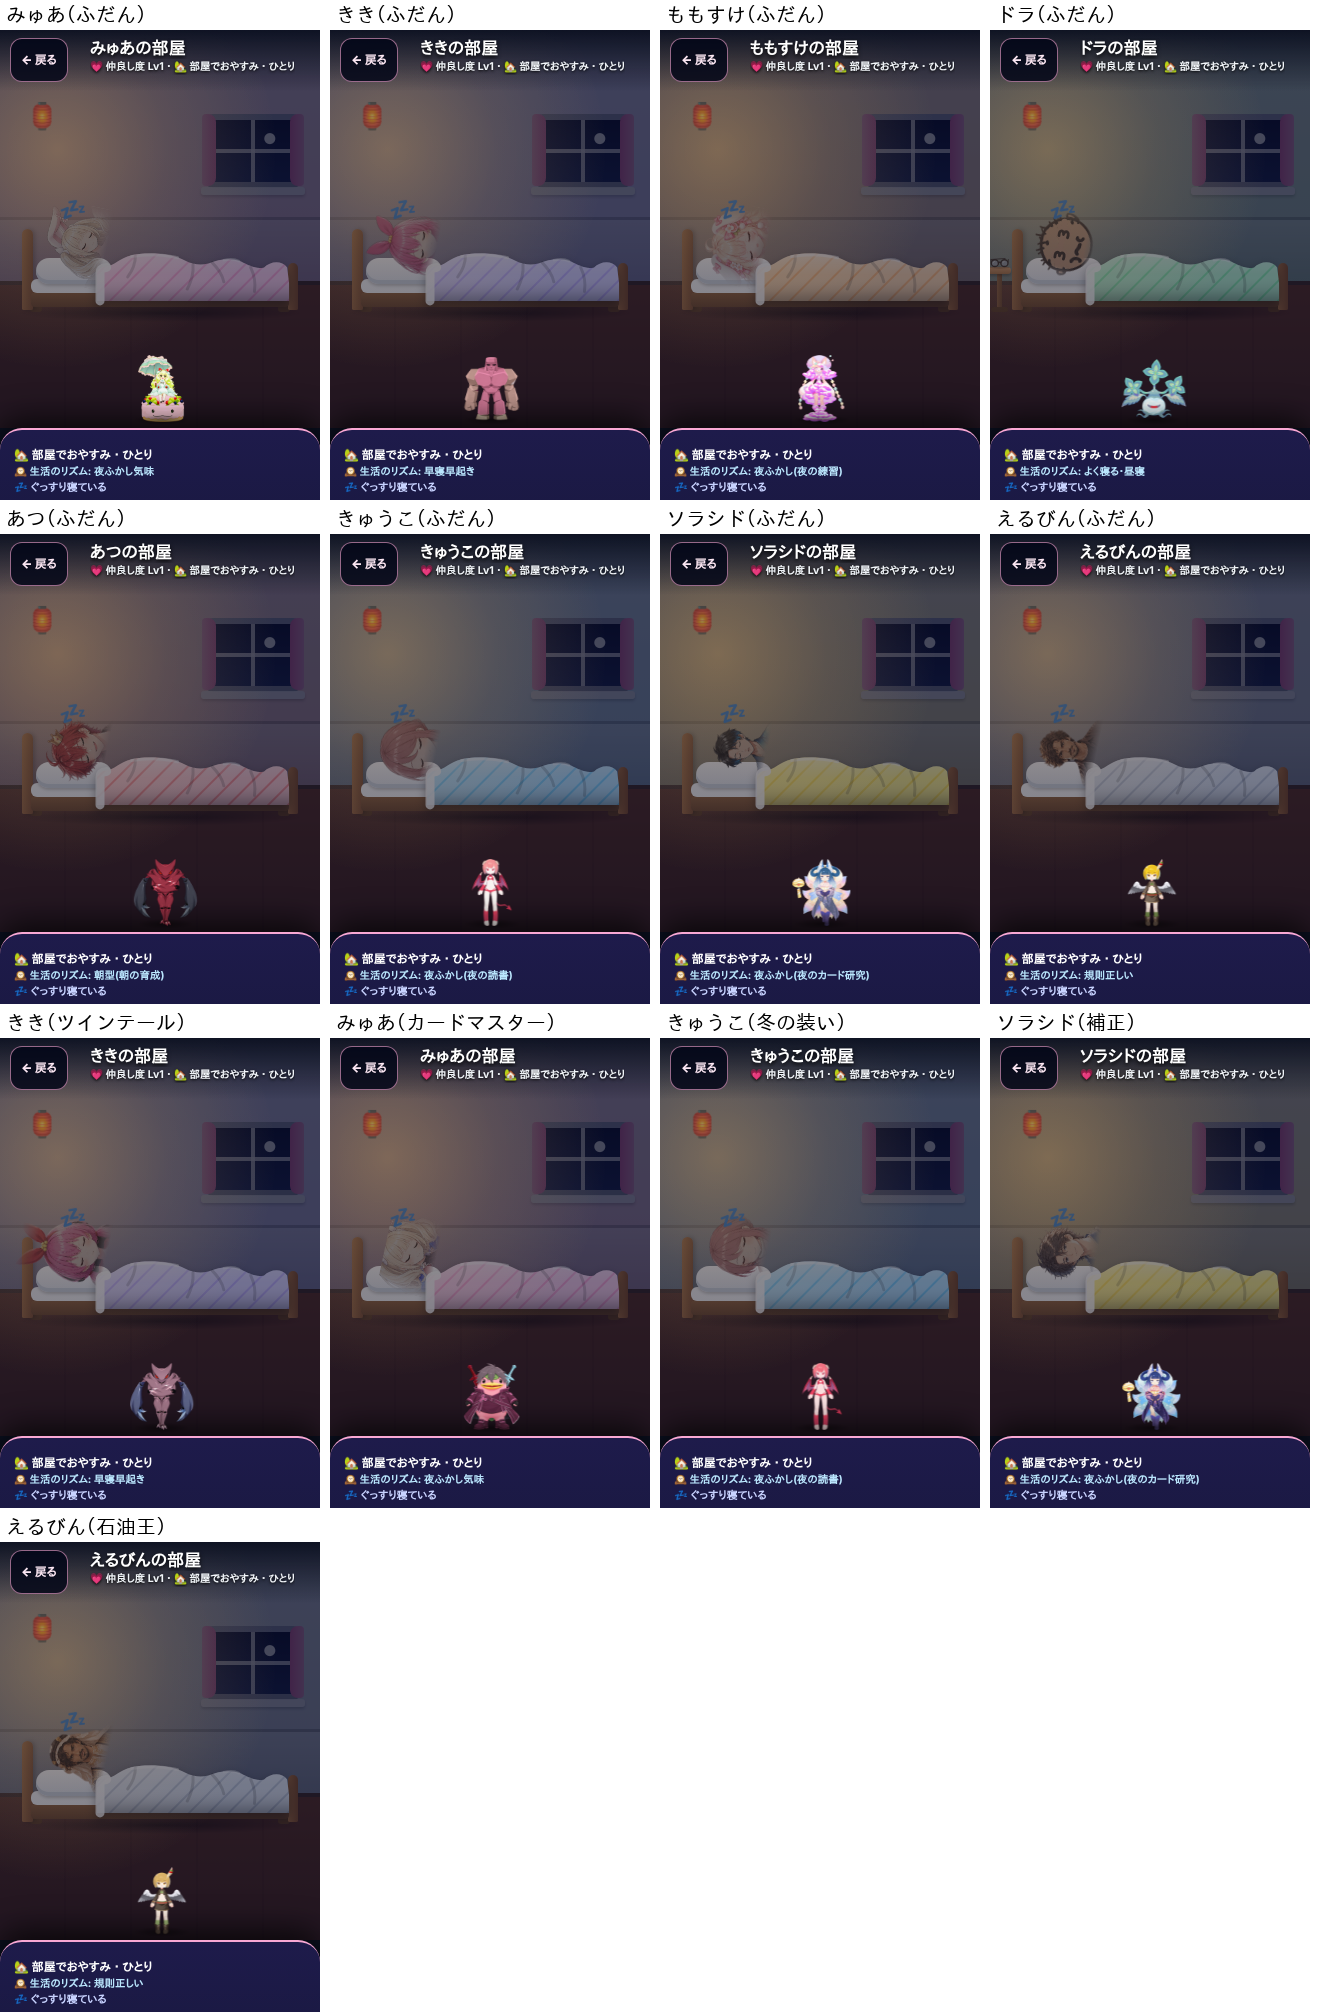 みゅあ(ふだん)
← 戻る
みゅあの部屋
💗 仲良し度 Lv1・🏡 部屋でおやすみ・ひとり
💤
🏡 部屋でおやすみ・ひとり
🕰 生活のリズム: 夜ふかし気味
💤 ぐっすり寝ている
きき(ふだん)
← 戻る
ききの部屋
💗 仲良し度 Lv1・🏡 部屋でおやすみ・ひとり
💤
🏡 部屋でおやすみ・ひとり
🕰 生活のリズム: 早寝早起き
💤 ぐっすり寝ている
ももすけ(ふだん)
← 戻る
ももすけの部屋
💗 仲良し度 Lv1・🏡 部屋でおやすみ・ひとり
💤
🏡 部屋でおやすみ・ひとり
🕰 生活のリズム: 夜ふかし(夜の練習)
💤 ぐっすり寝ている
ドラ(ふだん)
← 戻る
ドラの部屋
💗 仲良し度 Lv1・🏡 部屋でおやすみ・ひとり
💤
🏡 部屋でおやすみ・ひとり
🕰 生活のリズム: よく寝る・昼寝
💤 ぐっすり寝ている
あつ(ふだん)
← 戻る
あつの部屋
💗 仲良し度 Lv1・🏡 部屋でおやすみ・ひとり
💤
🏡 部屋でおやすみ・ひとり
🕰 生活のリズム: 朝型(朝の育成)
💤 ぐっすり寝ている
きゅうこ(ふだん)
← 戻る
きゅうこの部屋
💗 仲良し度 Lv1・🏡 部屋でおやすみ・ひとり
💤
🏡 部屋でおやすみ・ひとり
🕰 生活のリズム: 夜ふかし(夜の読書)
💤 ぐっすり寝ている
ソラシド(ふだん)
← 戻る
ソラシドの部屋
💗 仲良し度 Lv1・🏡 部屋でおやすみ・ひとり
💤
🏡 部屋でおやすみ・ひとり
🕰 生活のリズム: 夜ふかし(夜のカード研究)
💤 ぐっすり寝ている
えるびん(ふだん)
← 戻る
えるびんの部屋
💗 仲良し度 Lv1・🏡 部屋でおやすみ・ひとり
💤
🏡 部屋でおやすみ・ひとり
🕰 生活のリズム: 規則正しい
💤 ぐっすり寝ている
きき(ツインテール)
← 戻る
ききの部屋
💗 仲良し度 Lv1・🏡 部屋でおやすみ・ひとり
💤
🏡 部屋でおやすみ・ひとり
🕰 生活のリズム: 早寝早起き
💤 ぐっすり寝ている
みゅあ(カードマスター)
← 戻る
みゅあの部屋
💗 仲良し度 Lv1・🏡 部屋でおやすみ・ひとり
💤
🏡 部屋でおやすみ・ひとり
🕰 生活のリズム: 夜ふかし気味
💤 ぐっすり寝ている
きゅうこ(冬の装い)
← 戻る
きゅうこの部屋
💗 仲良し度 Lv1・🏡 部屋でおやすみ・ひとり
💤
🏡 部屋でおやすみ・ひとり
🕰 生活のリズム: 夜ふかし(夜の読書)
💤 ぐっすり寝ている
ソラシド(補正)
← 戻る
ソラシドの部屋
💗 仲良し度 Lv1・🏡 部屋でおやすみ・ひとり
💤
🏡 部屋でおやすみ・ひとり
🕰 生活のリズム: 夜ふかし(夜のカード研究)
💤 ぐっすり寝ている
えるびん(石油王)
← 戻る
えるびんの部屋
💗 仲良し度 Lv1・🏡 部屋でおやすみ・ひとり
💤
🏡 部屋でおやすみ・ひとり
🕰 生活のリズム: 規則正しい
💤 ぐっすり寝ている